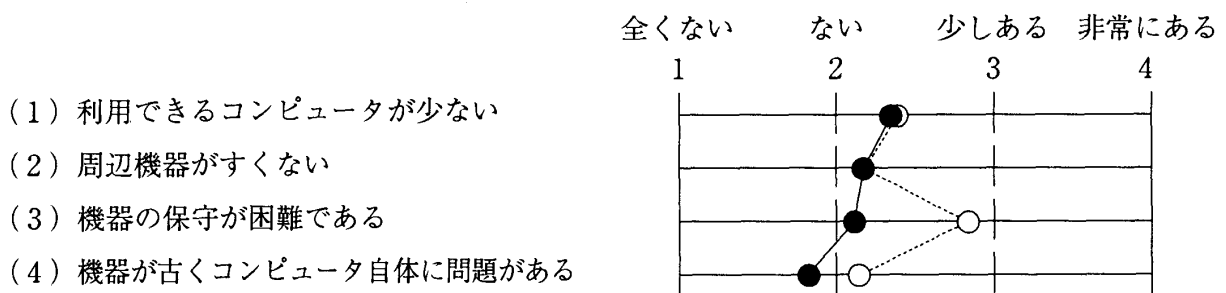 全くない ない 少しある 非常にある
1 2 3 4
(1) 利用できるコンピュータが少ない
(2) 周辺機器がすくない
(3) 機器の保守が困難である
(4) 機器が古くコンピュータ自体に問題がある